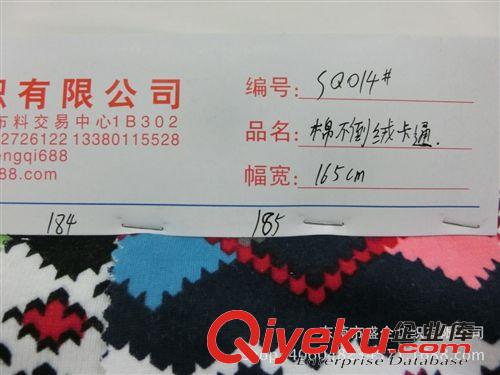 织有限公司
布料交易中心1B302
2726122 13380115528
engqi688
88.com
编号: SQ014#
品名: 棉不倒绒卡通.
幅宽: 165cm
184 185
企业库
Qiyeku.com
Enterprise Database